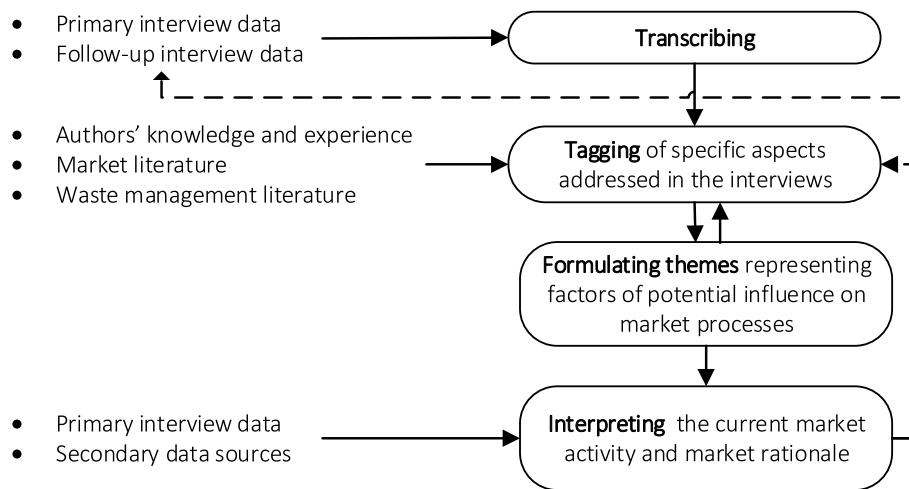 • Primary interview data
• Follow-up interview data
Transcribing
• Authors’ knowledge and experience
• Market literature
• Waste management literature
Tagging of specific aspects
addressed in the interviews
Formulating themes representing
factors of potential influence on
market processes
• Primary interview data
• Secondary data sources
Interpreting the current market
activity and market rationale